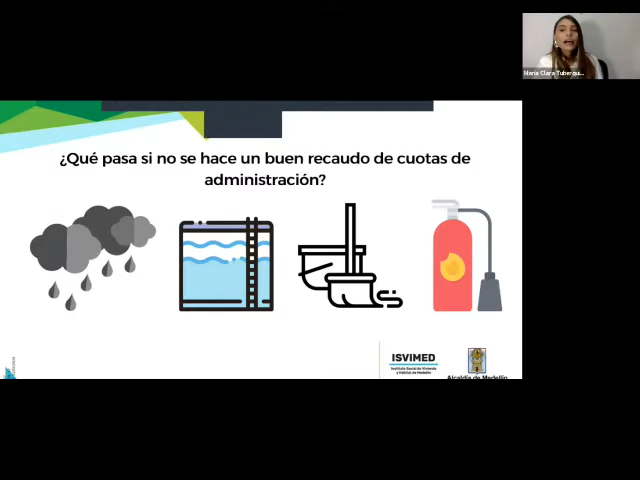 María Clara Tuberqui...
¿Qué pasa si no se hace un buen recaudo de cuotas de
administración?
ISVIMED
Instituto Social de Vivienda
y Hábitat de Medellín
Alcaldía de Medellín